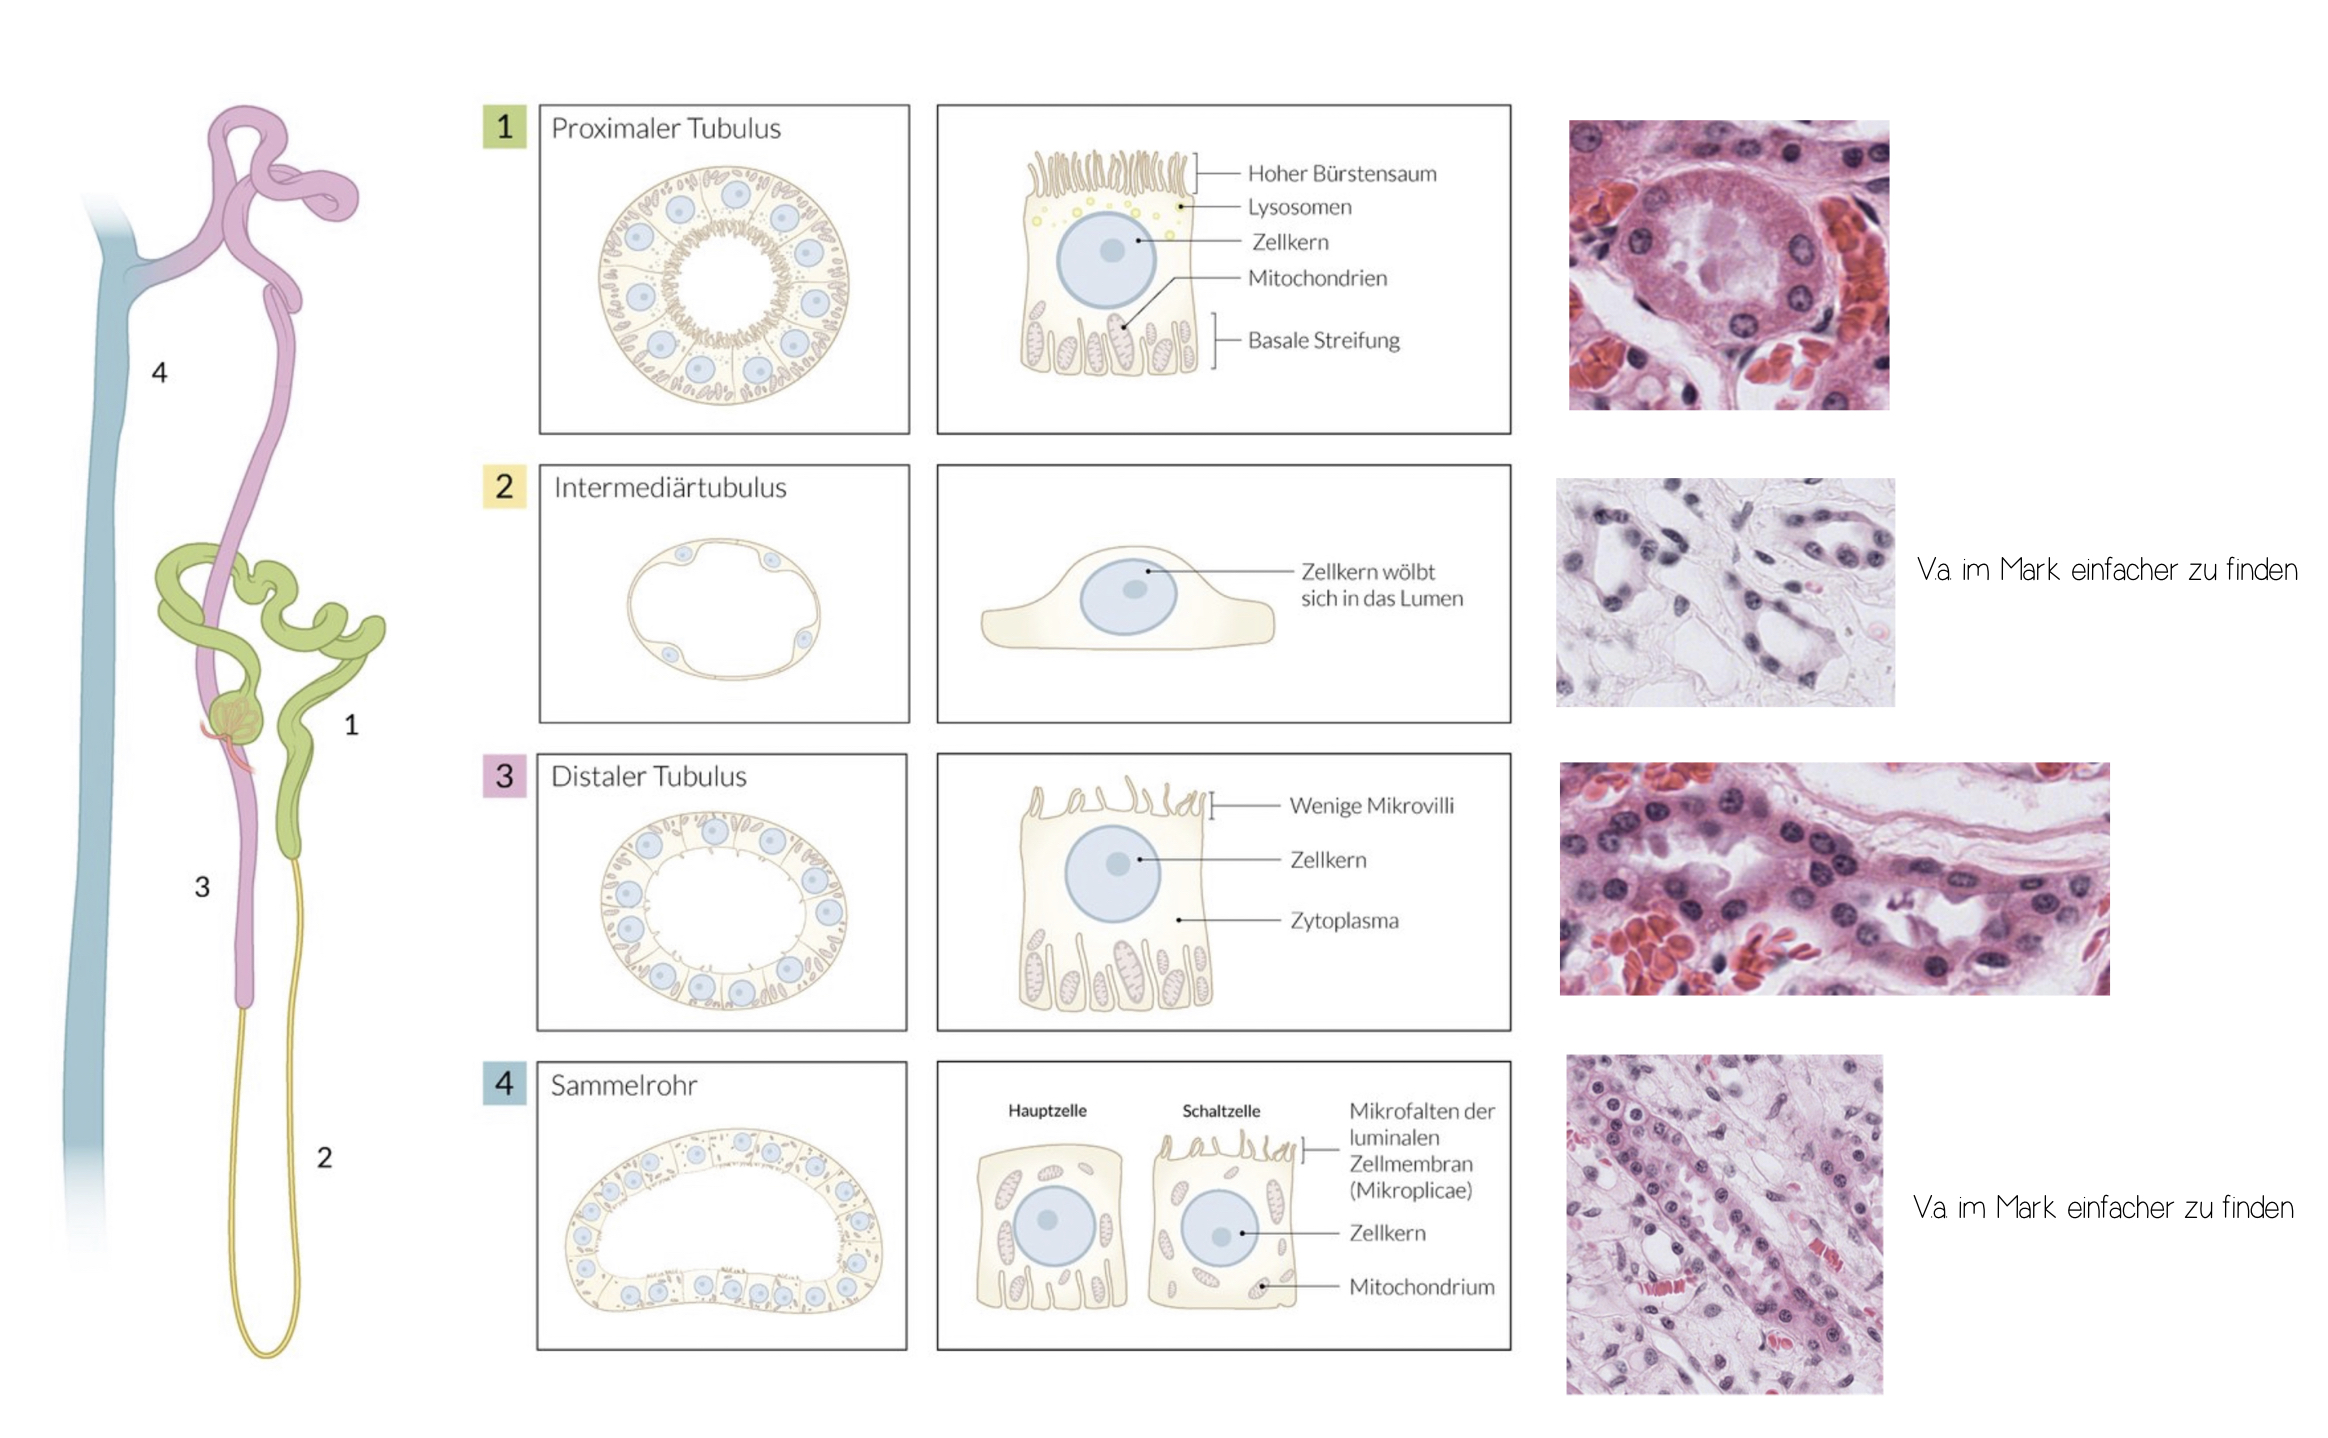 1
Proximaler Tubulus
Hoher Bürstensaum
Lysosomen
Zellkern
Mitochondrien
Basale Streifung
4
1
3
2
2
Intermediärtubulus
Zellkern wölbt
sich in das Lumen
V.a. im Mark einfacher zu finden
3
Distaler Tubulus
Wenige Mikrovilli
Zellkern
Zytoplasma
4
Sammelrohr
Hauptzelle
Schaltzelle
Mikrofalten der
luminalen
Zellmembran
(Mikroplicae)
Zellkern
Mitochondrium
V.a. im Mark einfacher zu finden